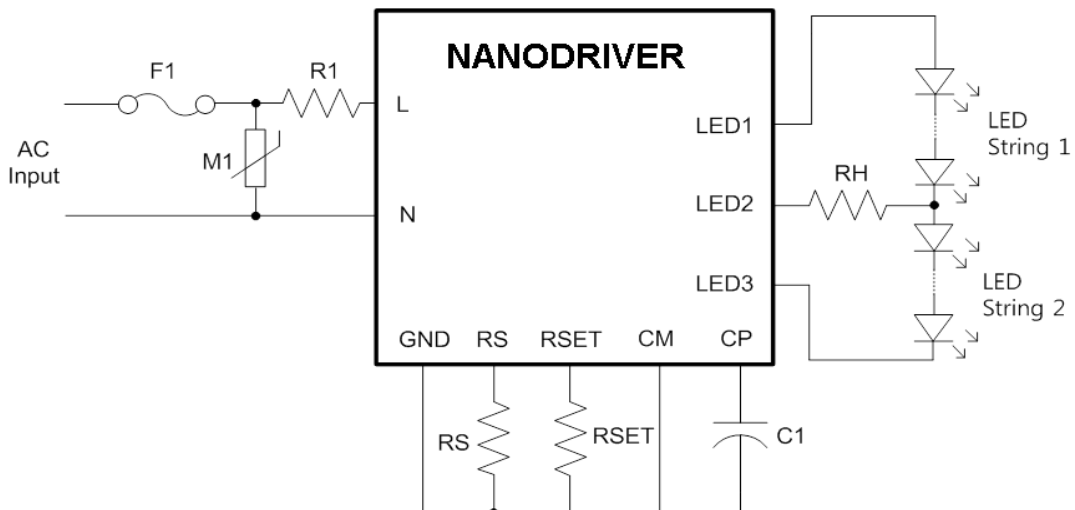 NANODRIVER
F1
R1
L
LED1
LED
String 1
AC
Input
M1
RH
N
LED2
LED3
LED
String 2
GND RS RSET CM CP
RS
RSET
C1